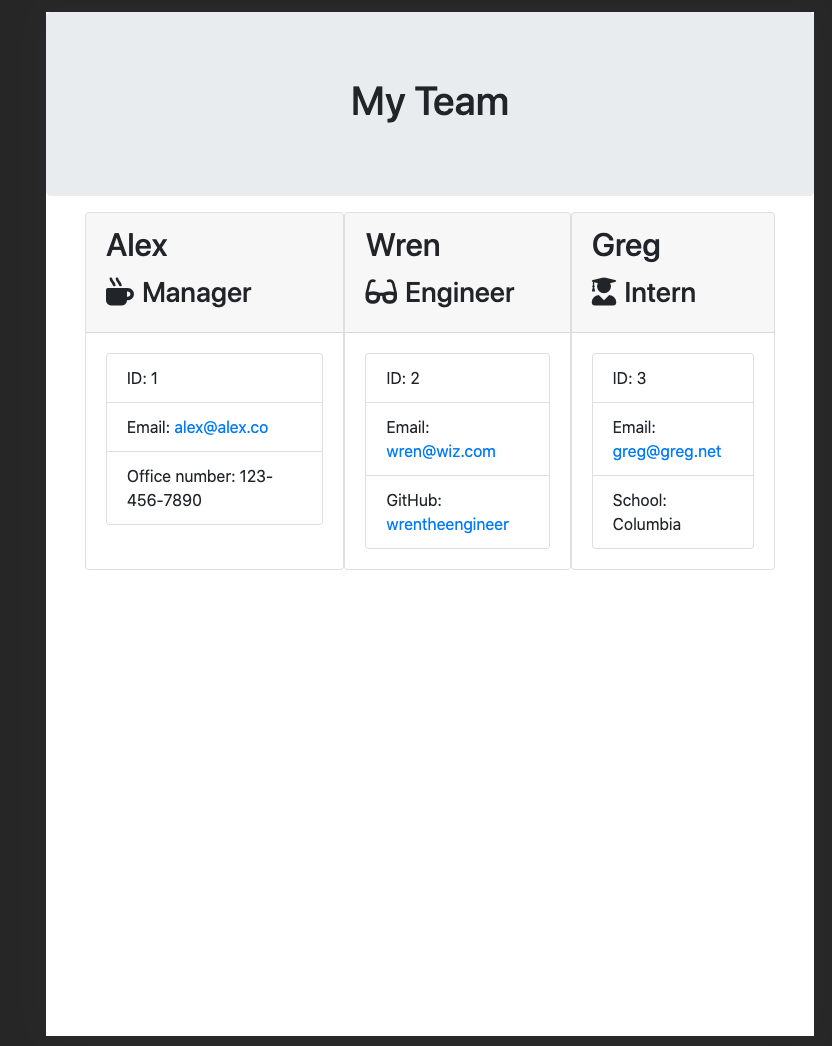 My Team
Alex
Manager
ID: 1
Email: alex@alex.co
Office number: 123-
456-7890
Wren
Engineer
ID: 2
Email:
wren@wiz.com
GitHub:
wrentheengineer
Greg
Intern
ID: 3
Email:
greg@greg.net
School:
Columbia